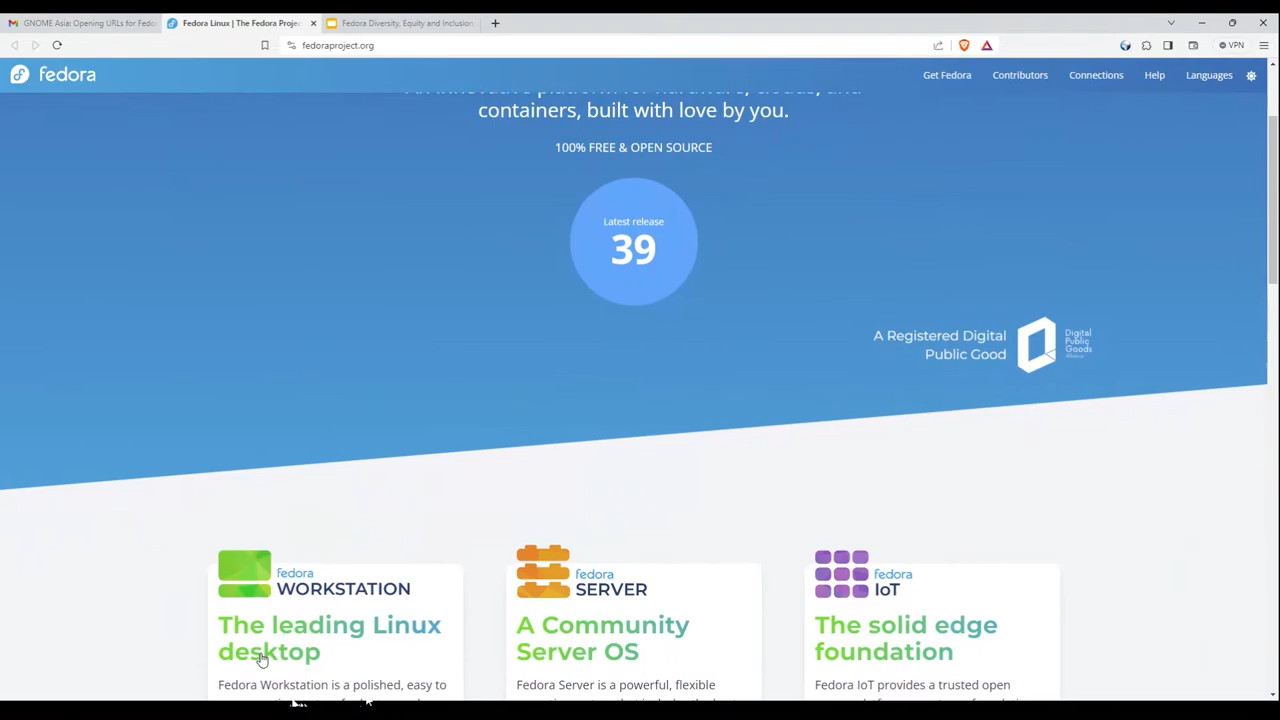 GNOME Asia: Opening URLs for Fedo
Fedora Linux | The Fedora Projec
Fedora Diversity, Equity and Inclusion
fedoraproject.org
VPN
fedora
Get Fedora
Contributors
Connections
Help
Languages
containers, built with love by you.
100% FREE & OPEN SOURCE
Latest release
39
A Registered Digital
Public Good
Digital
Public
Goods
Alliance
fedora
WORKSTATION
The leading Linux
desktop
Fedora Workstation is a polished, easy to
fedora
SERVER
A Community
Server OS
Fedora Server is a powerful, flexible
fedora
IoT
The solid edge
foundation
Fedora IoT provides a trusted open